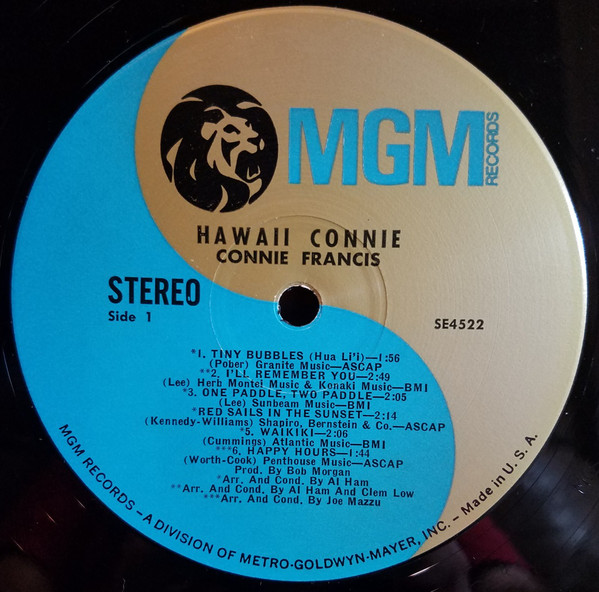 MGM
RECORDS
HAWAII CONNIE
CONNIE FRANCIS
STEREO
Side 1
SE4522
*1. TINY BUBBLES (Hua Li'i)—1:56
(Pober) Granite Music—ASCAP
**2. I'LL REMEMBER YOU—2:49
(Lee) Herb Montei Music & Konaki Music—BMI
*3. ONE PADDLE, TWO PADDLE—2:05
(Lee) Sunbeam Music—BMI
*RED SAILS IN THE SUNSET—2:14
(Kennedy-Williams) Shapiro, Bernstein & Co.—ASCAP
*5. WAIKIKI—2:06
(Cummings) Atlantic Music—BMI
***6. HAPPY HOURS—1:44
(Worth-Cook) Penthouse Music—ASCAP
Prod. By Bob Morgan
*Arr. And Cond. By Al Ham
**Arr. And Cond. By Al Ham And Clem Low
***Arr. And Cond. By Joe Mazzu
MGM RECORDS – A DIVISION OF METRO-GOLDWYN-MAYER, INC. – Made in U. S. A.